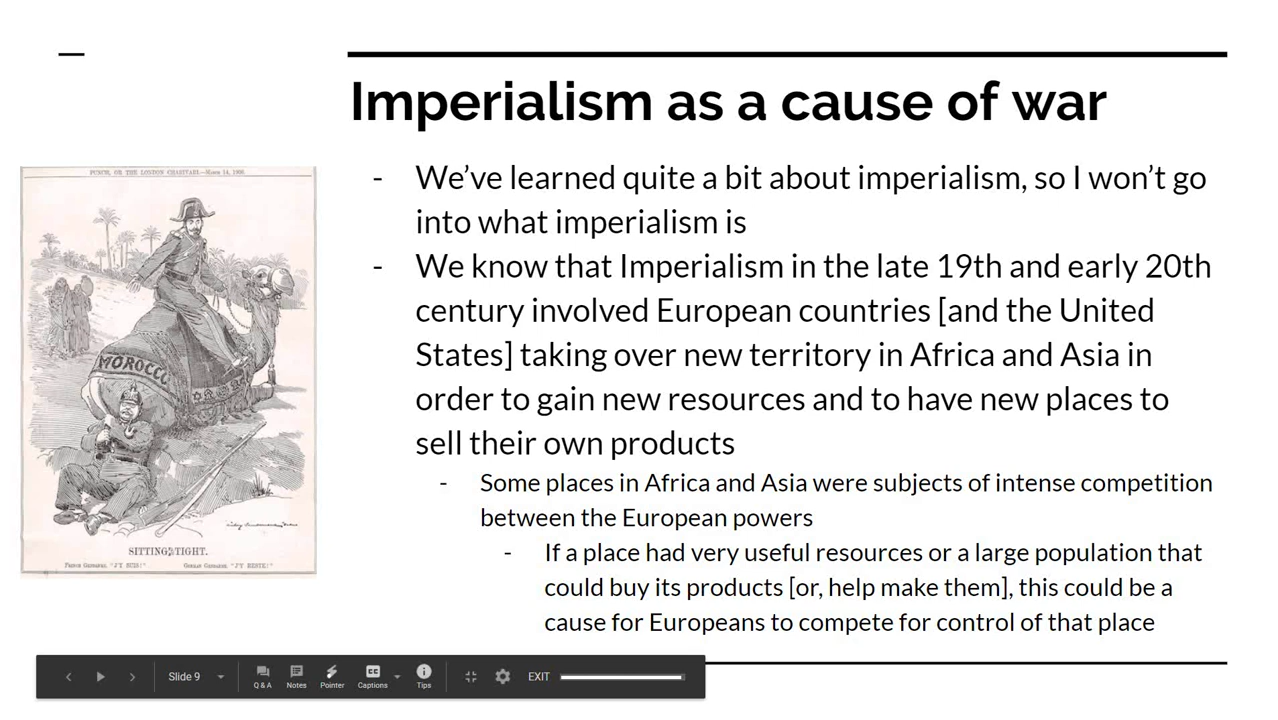 Imperialism as a cause of war
- We’ve learned quite a bit about imperialism, so I won’t go
into what imperialism is
- We know that Imperialism in the late 19th and early 20th
century involved European countries [and the United
States] taking over new territory in Africa and Asia in
order to gain new resources and to have new places to
sell their own products
- Some places in Africa and Asia were subjects of intense competition
between the European powers
- If a place had very useful resources or a large population that
could buy its products [or, help make them], this could be a
cause for Europeans to compete for control of that place
PUNCH, OR THE LONDON CHARIVARI.—March 14, 1906.
MOROCCO
SITTING TIGHT.
"J'Y SUIS!" German "J'Y RESTE!"
Slide 9 Q & A Notes Pointer Captions Tips EXIT